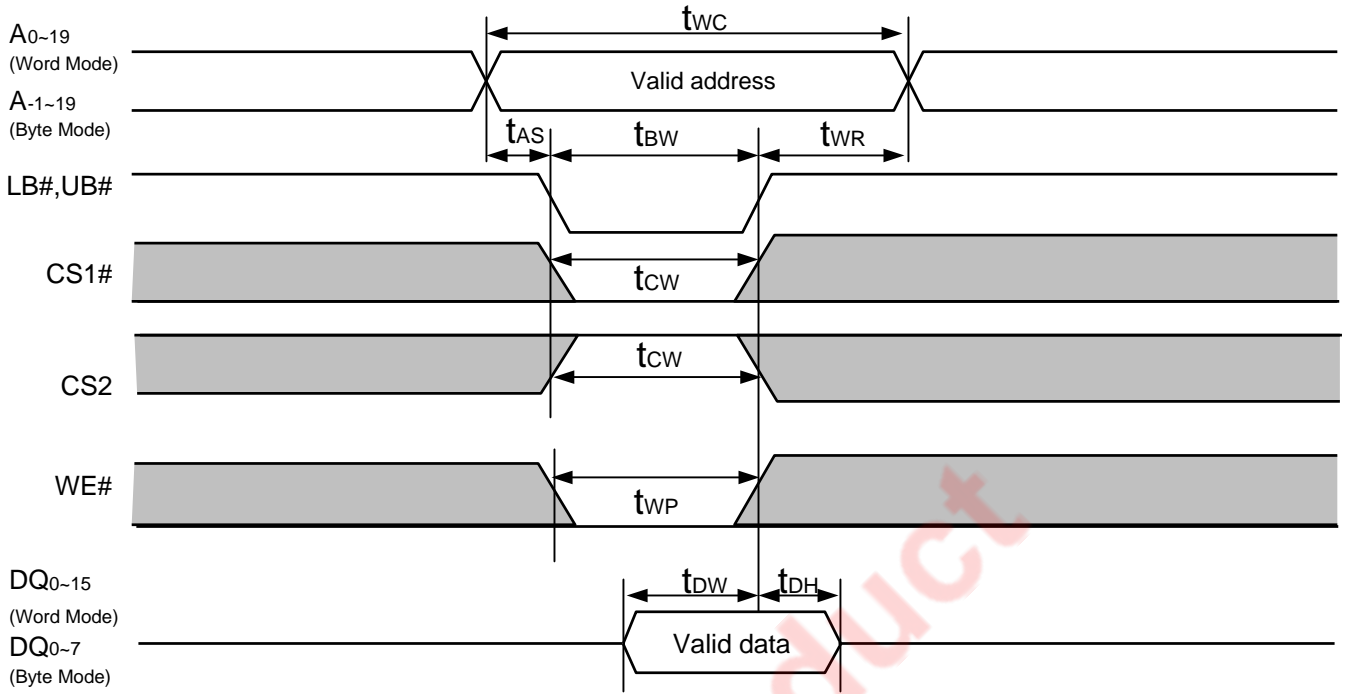 tWC
A0~19
(Word Mode)
Valid address
A-1~19
(Byte Mode)
tAS
tBW
tWR
LB#,UB#
CS1#
tCW
CS2
tCW
WE#
tWP
DQ0~15
(Word Mode)
tDW
tDH
DQ0~7
(Byte Mode)
Valid data
duct